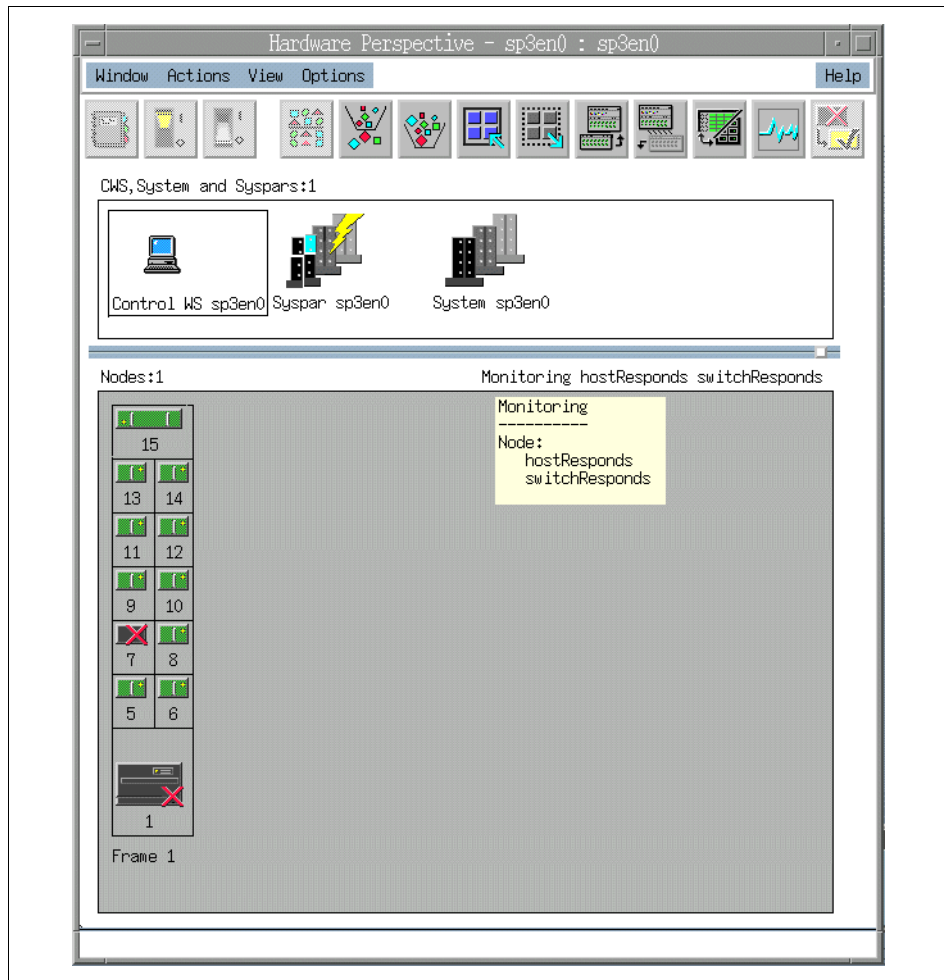 Hardware Perspective - sp3en0 : sp3en0
Window Actions View Options Help
CWS,System and Syspars:1
Control WS sp3en0 Syspar sp3en0 System sp3en0
Nodes:1 Monitoring hostResponds switchResponds
Monitoring
----------
Node:
hostResponds
switchResponds
15
13 14
11 12
9 10
7 8
5 6
1
Frame 1